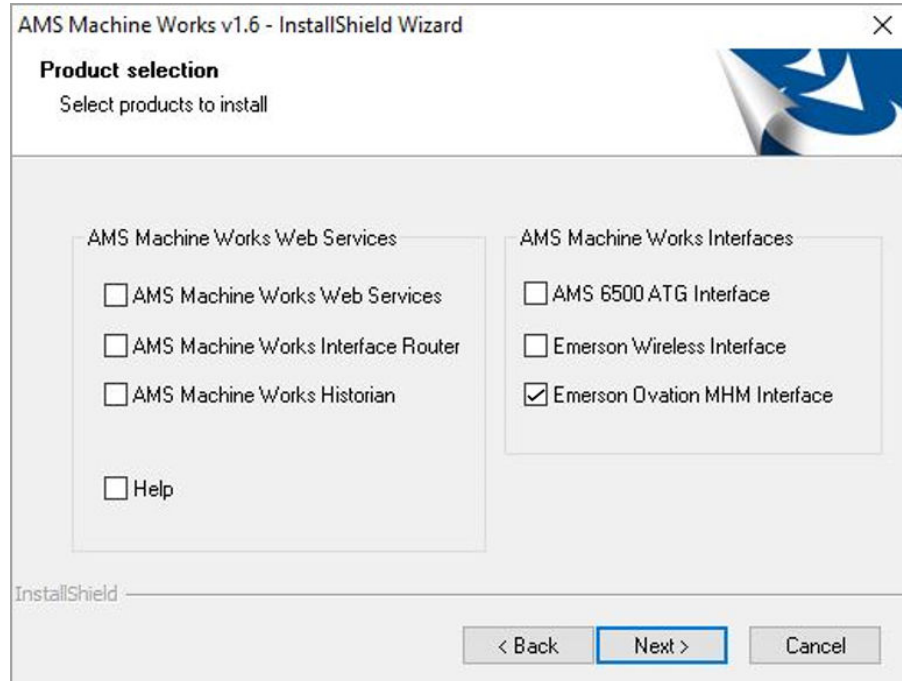 AMS Machine Works v1.6 - InstallShield Wizard
Product selection
Select products to install
AMS Machine Works Web Services
AMS Machine Works Web Services
AMS Machine Works Interface Router
AMS Machine Works Historian
Help
AMS Machine Works Interfaces
AMS 6500 ATG Interface
Emerson Wireless Interface
Emerson Ovation MHM Interface
InstallShield
< Back
Next >
Cancel